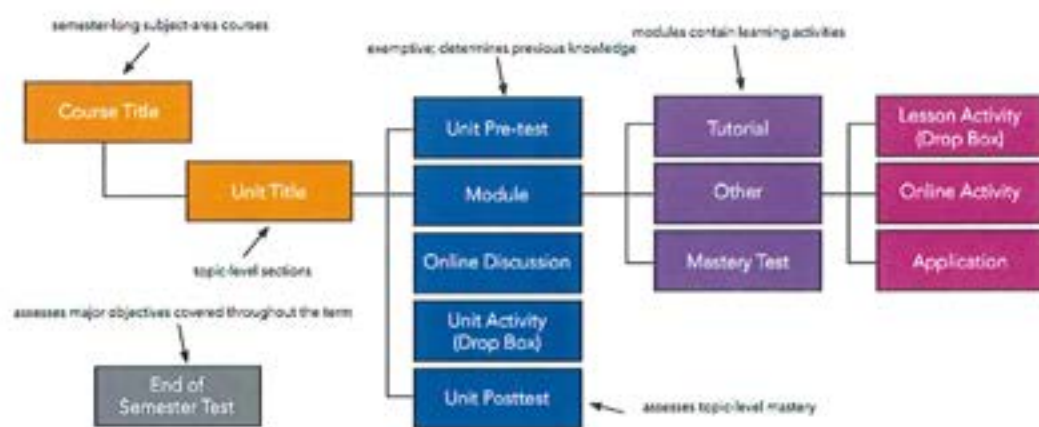 semester-long subject-area courses
modules contain learning activities
exemptive; determines previous knowledge
Course Title
Unit Pre-test
Tutorial
Lesson Activity
(Drop Box)
Unit Title
Module
Other
Online Activity
topic-level sections
Online Discussion
Mastery Test
Application
assesses major objectives covered throughout the term
Unit Activity
(Drop Box)
End of
Semester Test
Unit Posttest
assesses topic-level mastery